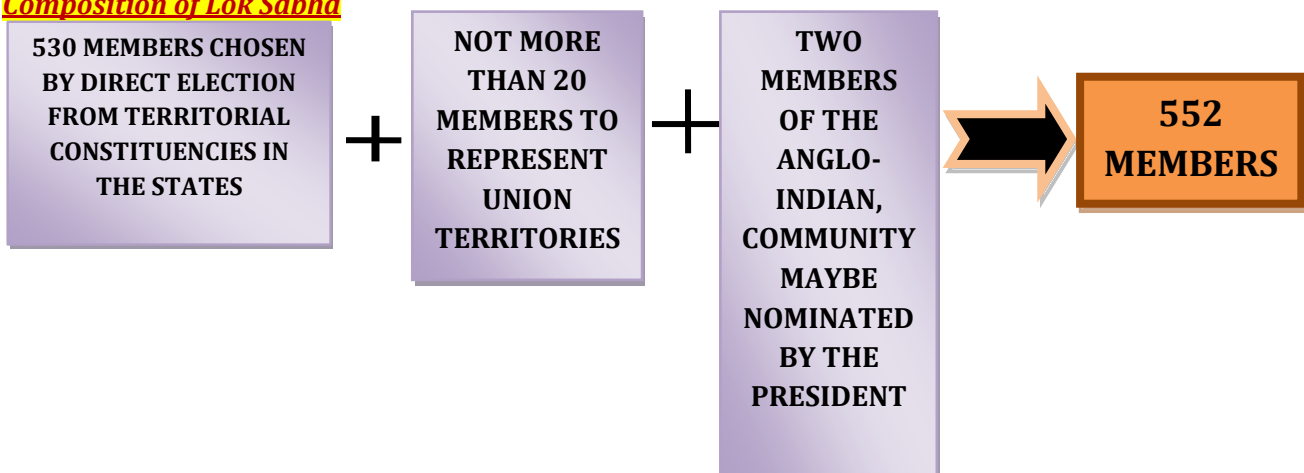 Composition of Lok Sabha
530 MEMBERS CHOSEN
BY DIRECT ELECTION
FROM TERRITORIAL
CONSTITUENCIES IN
THE STATES
+
NOT MORE
THAN 20
MEMBERS TO
REPRESENT
UNION
TERRITORIES
+
TWO
MEMBERS
OF THE
ANGLO-
INDIAN,
COMMUNITY
MAYBE
NOMINATED
BY THE
PRESIDENT
552
MEMBERS